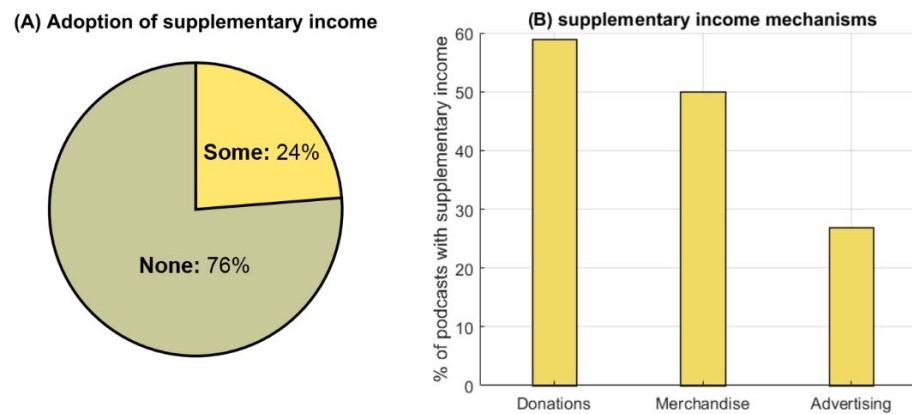 (A) Adoption of supplementary income
Some: 24%
None: 76%
(B) supplementary income mechanisms
% of podcasts with supplementary income
60
50
40
30
20
10
0
Donations
Merchandise
Advertising